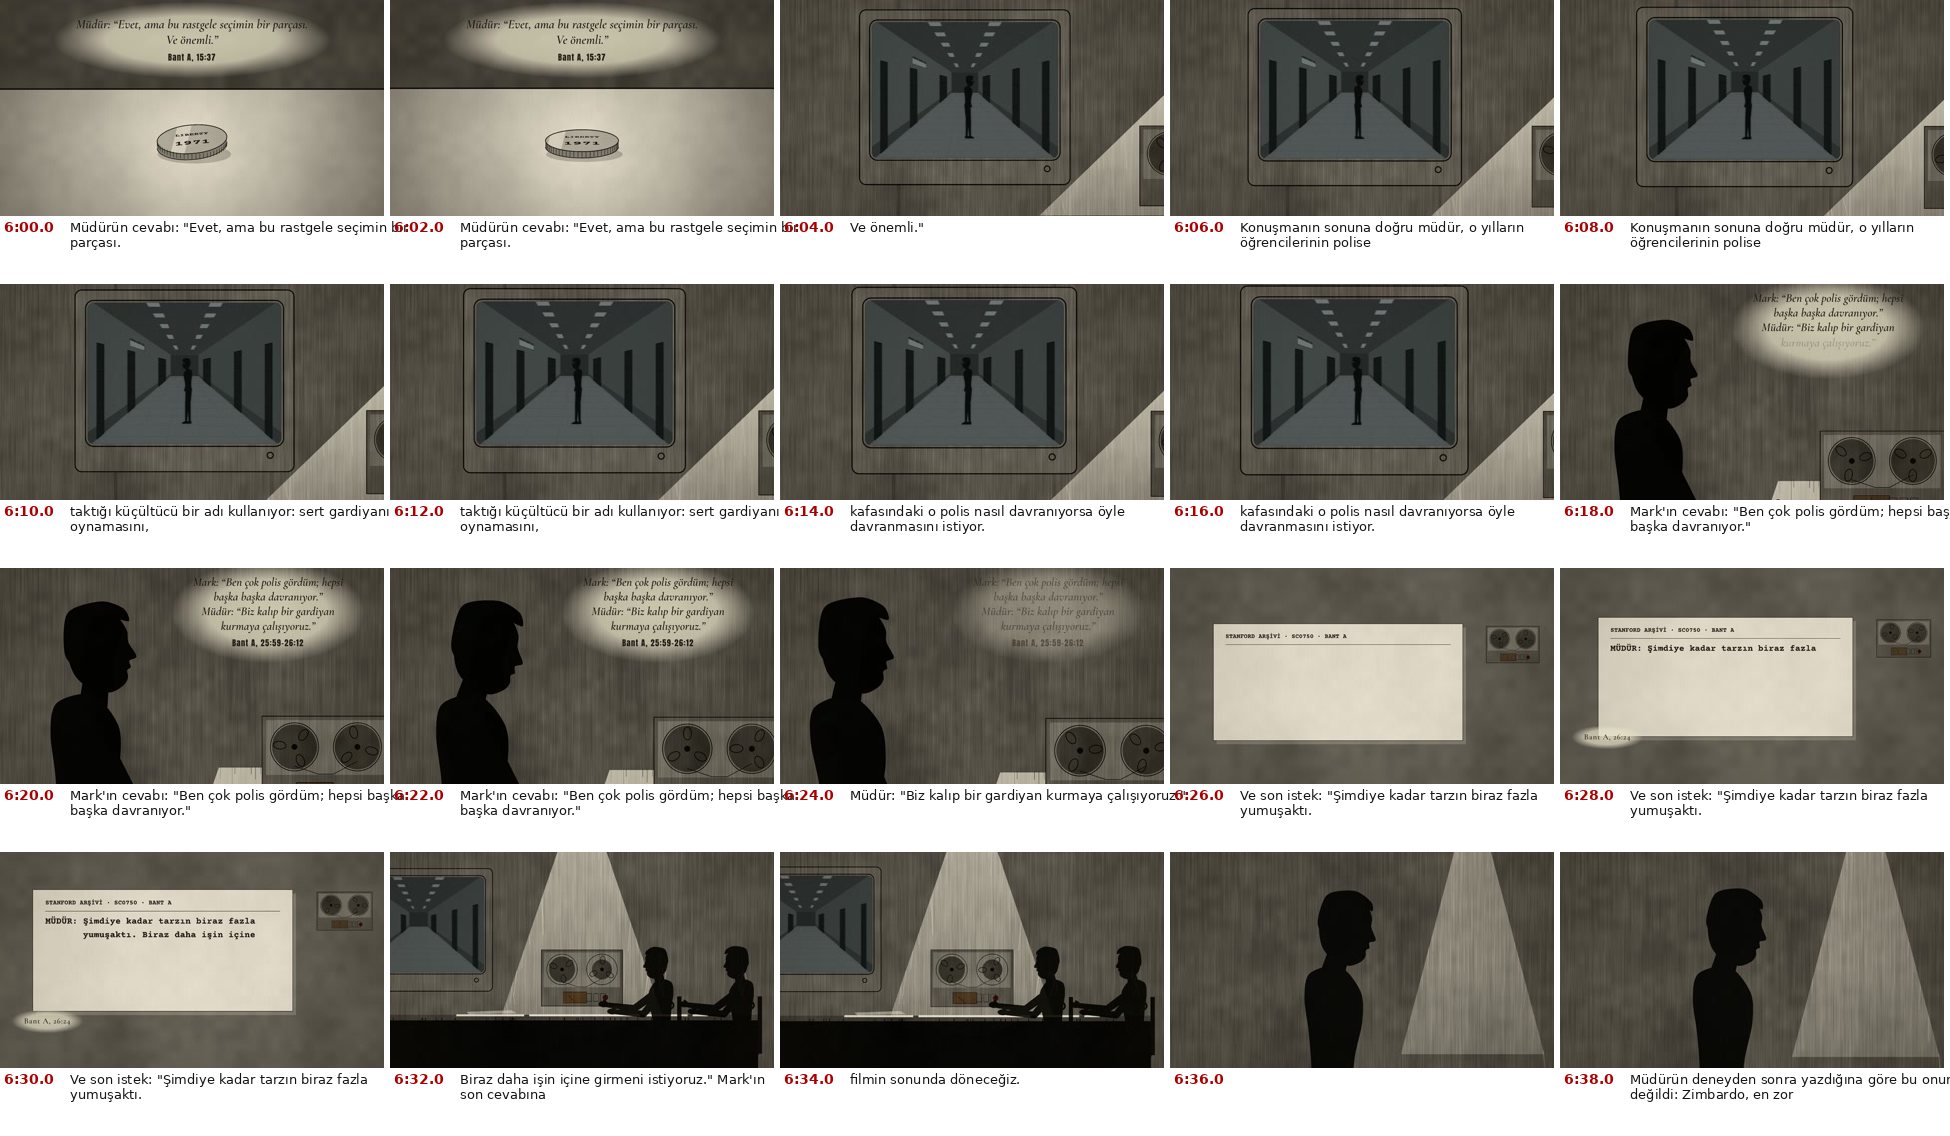 Müdür: “Evet, ama bu rastgele seçimin bir parçası.
Ve önemli.”
Bant A, 15:37
LIBERTY
1971
6:00.0 Müdürün cevabı: "Evet, ama bu rastgele seçimin bir
parçası.
Müdür: “Evet, ama bu rastgele seçimin bir parçası.
Ve önemli.”
Bant A, 15:37
LIBERTY
1971
6:02.0 Müdürün cevabı: "Evet, ama bu rastgele seçimin bir
parçası.
6:04.0 Ve önemli."
6:06.0 Konuşmanın sonuna doğru müdür, o yılların
öğrencilerinin polise
6:08.0 Konuşmanın sonuna doğru müdür, o yılların
öğrencilerinin polise
6:10.0 taktığı küçültücü bir adı kullanıyor: sert gardiyanı
oynamasını,
6:12.0 taktığı küçültücü bir adı kullanıyor: sert gardiyanı
oynamasını,
6:14.0 kafasındaki o polis nasıl davranıyorsa öyle
davranmasını istiyor.
6:16.0 kafasındaki o polis nasıl davranıyorsa öyle
davranmasını istiyor.
Mark: “Ben çok polis gördüm; hepsi
başka başka davranıyor.”
Müdür: “Biz kalıp bir gardiyan
kurmaya çalışıyoruz.”
6:18.0 Mark'ın cevabı: "Ben çok polis gördüm; hepsi
başka davranıyor."
Mark: “Ben çok polis gördüm; hepsi
başka başka davranıyor.”
Müdür: “Biz kalıp bir gardiyan
kurmaya çalışıyoruz.”
Bant A, 25:59-26:12
6:20.0 Mark'ın cevabı: "Ben çok polis gördüm; hepsi başka
başka davranıyor."
Mark: “Ben çok polis gördüm; hepsi
başka başka davranıyor.”
Müdür: “Biz kalıp bir gardiyan
kurmaya çalışıyoruz.”
Bant A, 25:59-26:12
6:22.0 Mark'ın cevabı: "Ben çok polis gördüm; hepsi başka
başka davranıyor."
Mark: “Ben çok polis gördüm; hepsi
başka başka davranıyor.”
Müdür: “Biz kalıp bir gardiyan
kurmaya çalışıyoruz.”
Bant A, 25:59-26:12
6:24.0 Müdür: "Biz kalıp bir gardiyan kurmaya çalışıyoruz."
STANFORD ARŞİVİ · SC0750 · BANT A
6:26.0 Ve son istek: "Şimdiye kadar tarzın biraz fazla
yumuşaktı.
STANFORD ARŞİVİ · SC0750 · BANT A
MÜDÜR: Şimdiye kadar tarzın biraz fazla
Bant A, 26:24
6:28.0 Ve son istek: "Şimdiye kadar tarzın biraz fazla
yumuşaktı.
STANFORD ARŞİVİ · SC0750 · BANT A
MÜDÜR: Şimdiye kadar tarzın biraz fazla
yumuşaktı. Biraz daha işin içine
Bant A, 26:24
6:30.0 Ve son istek: "Şimdiye kadar tarzın biraz fazla
yumuşaktı.
6:32.0 Biraz daha işin içine girmeni istiyoruz." Mark'ın
son cevabına
6:34.0 filmin sonunda döneceğiz.
6:36.0
6:38.0 Müdürün deneyden sonra yazdığına göre bu
değildi: Zimbardo, en zor